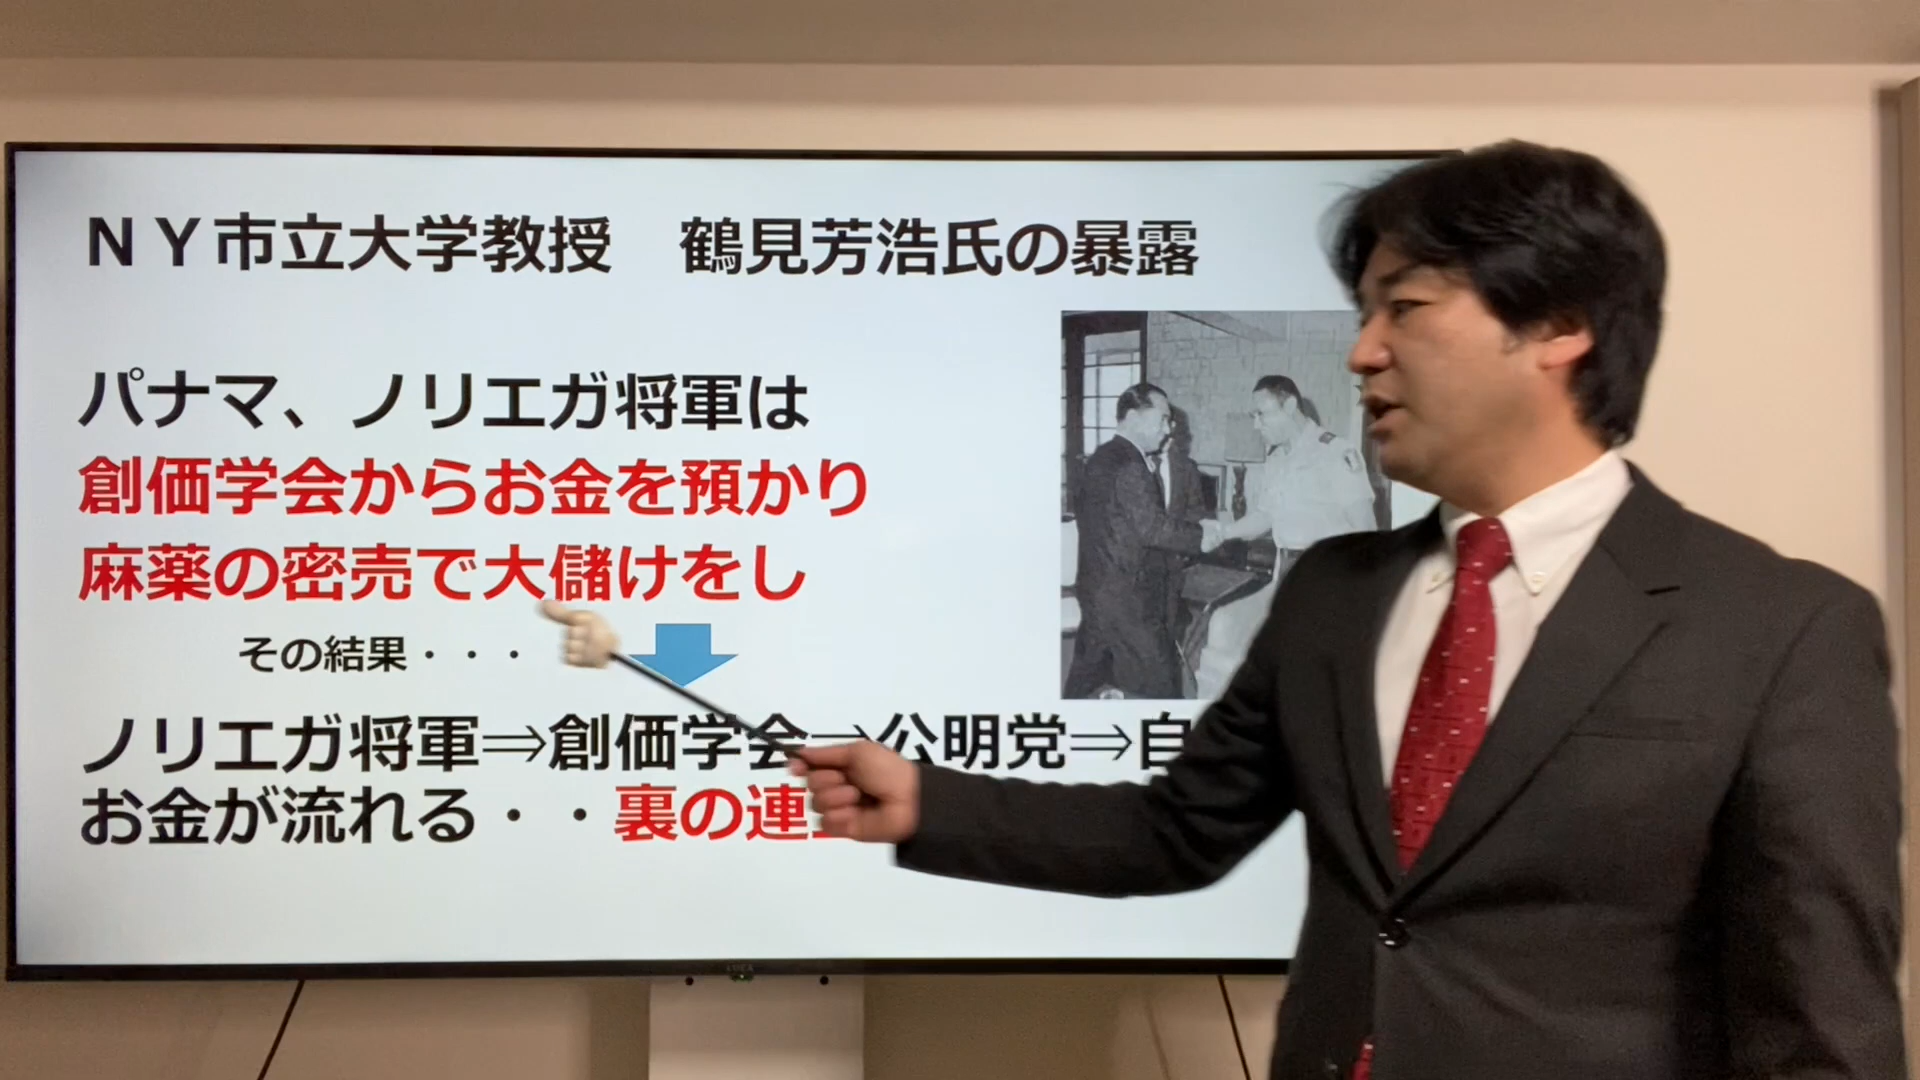 NY市立大学教授　鶴見芳浩氏の暴露
パナマ、ノリエガ将軍は
創価学会からお金を預かり
麻薬の密売で大儲けをし
その結果・・・
ノリエガ将軍⇒創価学会⇒公明党⇒自
お金が流れる・・裏の連